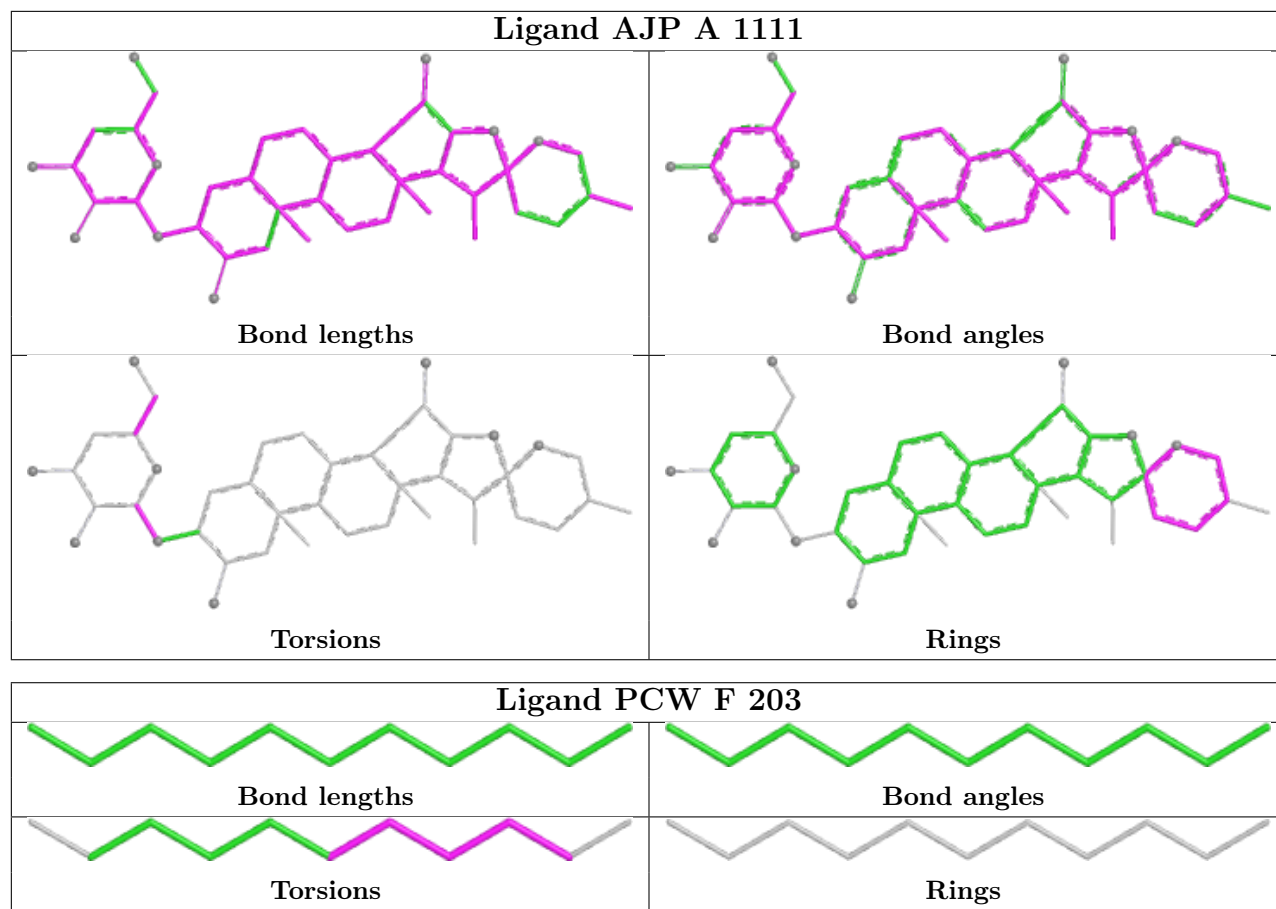 Ligand AJP A 1111
Bond lengths
Bond angles
Torsions
Rings
Ligand PCW F 203
Bond lengths
Bond angles
Torsions
Rings